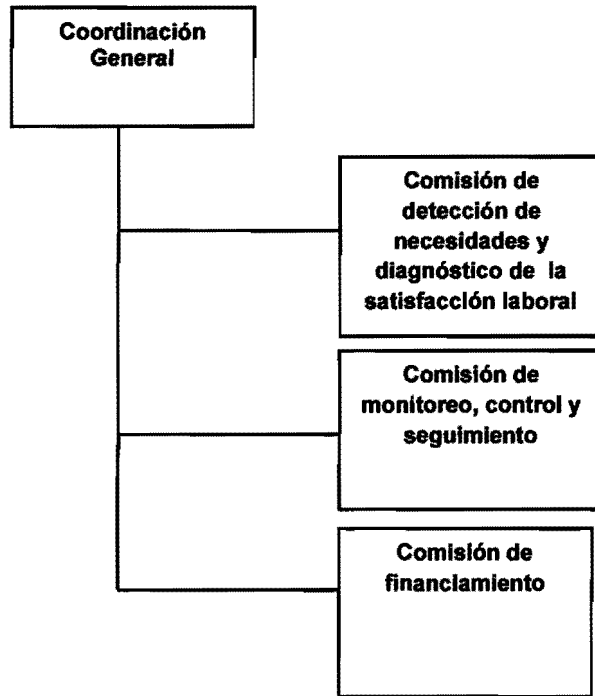 Coordinación
General
Comisión de
detección de
necesidades y
diagnóstico de la
satisfacción laboral
Comisión de
monitoreo, control y
seguimiento
Comisión de
financiamiento